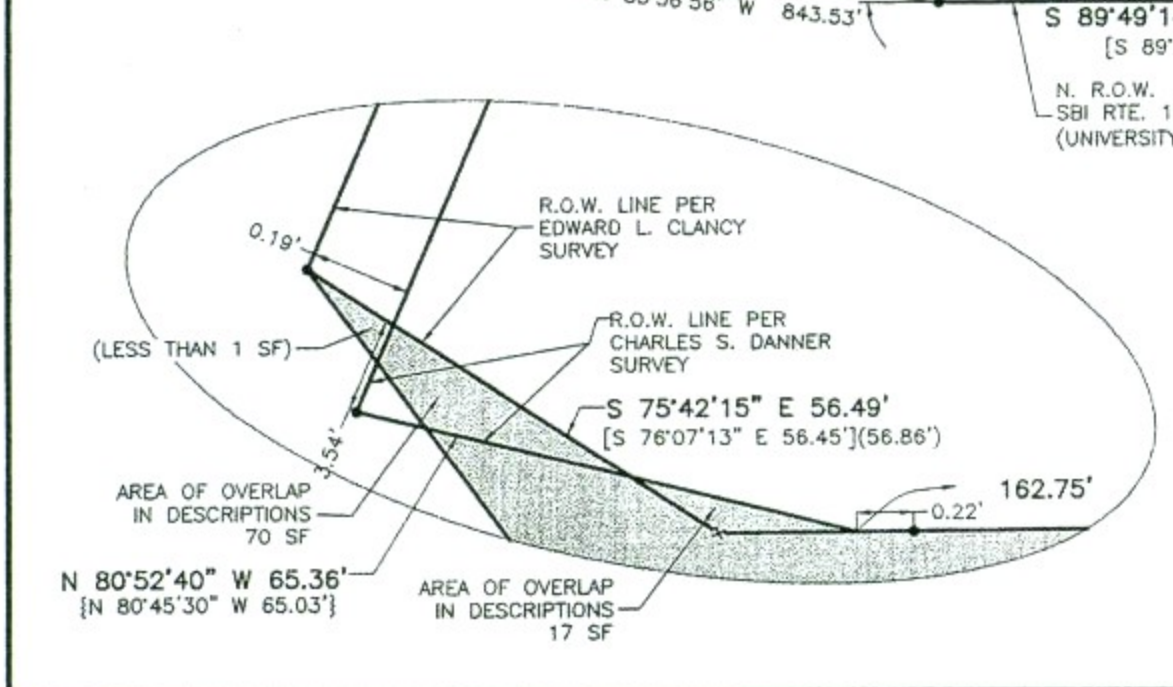 56" W 843.53'
S 89°49'1
[S 89°
N. R.O.W.
SBI RTE. 1
(UNIVERSITY
R.O.W. LINE PER
EDWARD L. CLANCY
SURVEY
0.19'
(LESS THAN 1 SF)
R.O.W. LINE PER
CHARLES S. DANNER
SURVEY
S 75°42'15" E 56.49'
[S 76°07'13" E 56.45'](56.86')
3.54'
AREA OF OVERLAP
IN DESCRIPTIONS
70 SF
162.75'
0.22'
N 80°52'40" W 65.36'
{N 80°45'30" W 65.03'}
AREA OF OVERLAP
IN DESCRIPTIONS
17 SF